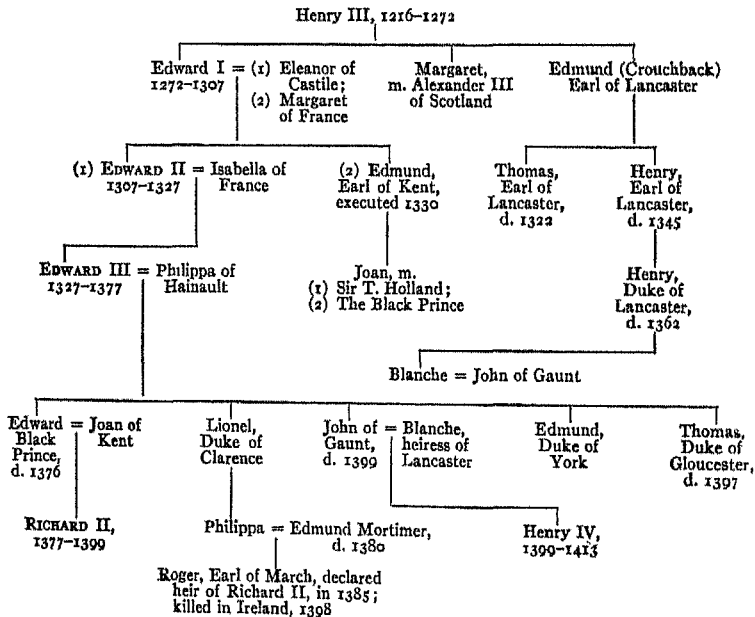 Henry III, 1216–1272
Edward I = (1) Eleanor of
1272–1307 Castile;
(2) Margaret
of France
Margaret,
m. Alexander III
of Scotland
Edmund (Crouchback)
Earl of Lancaster
(1) EDWARD II = Isabella of
1307–1327 France
(2) Edmund,
Earl of Kent,
executed 1330
Thomas,
Earl of
Lancaster,
d. 1322
Henry,
Earl of
Lancaster,
d. 1345
EDWARD III = Philippa of
1327–1377 Hainault
Joan, m.
(1) Sir T. Holland;
(2) The Black Prince
Henry,
Duke of
Lancaster,
d. 1362
Blanche = John of Gaunt
Edward = Joan of
Black Kent
Prince,
d. 1376
Lionel,
Duke of
Clarence
John of = Blanche,
Gaunt, heiress of
d. 1399 Lancaster
Edmund,
Duke of
York
Thomas,
Duke of
Gloucester,
d. 1397
RICHARD II,
1377–1399
Philippa = Edmund Mortimer,
d. 1380
Henry IV,
1399–1413
Roger, Earl of March, declared
heir of Richard II, in 1385;
killed in Ireland, 1398